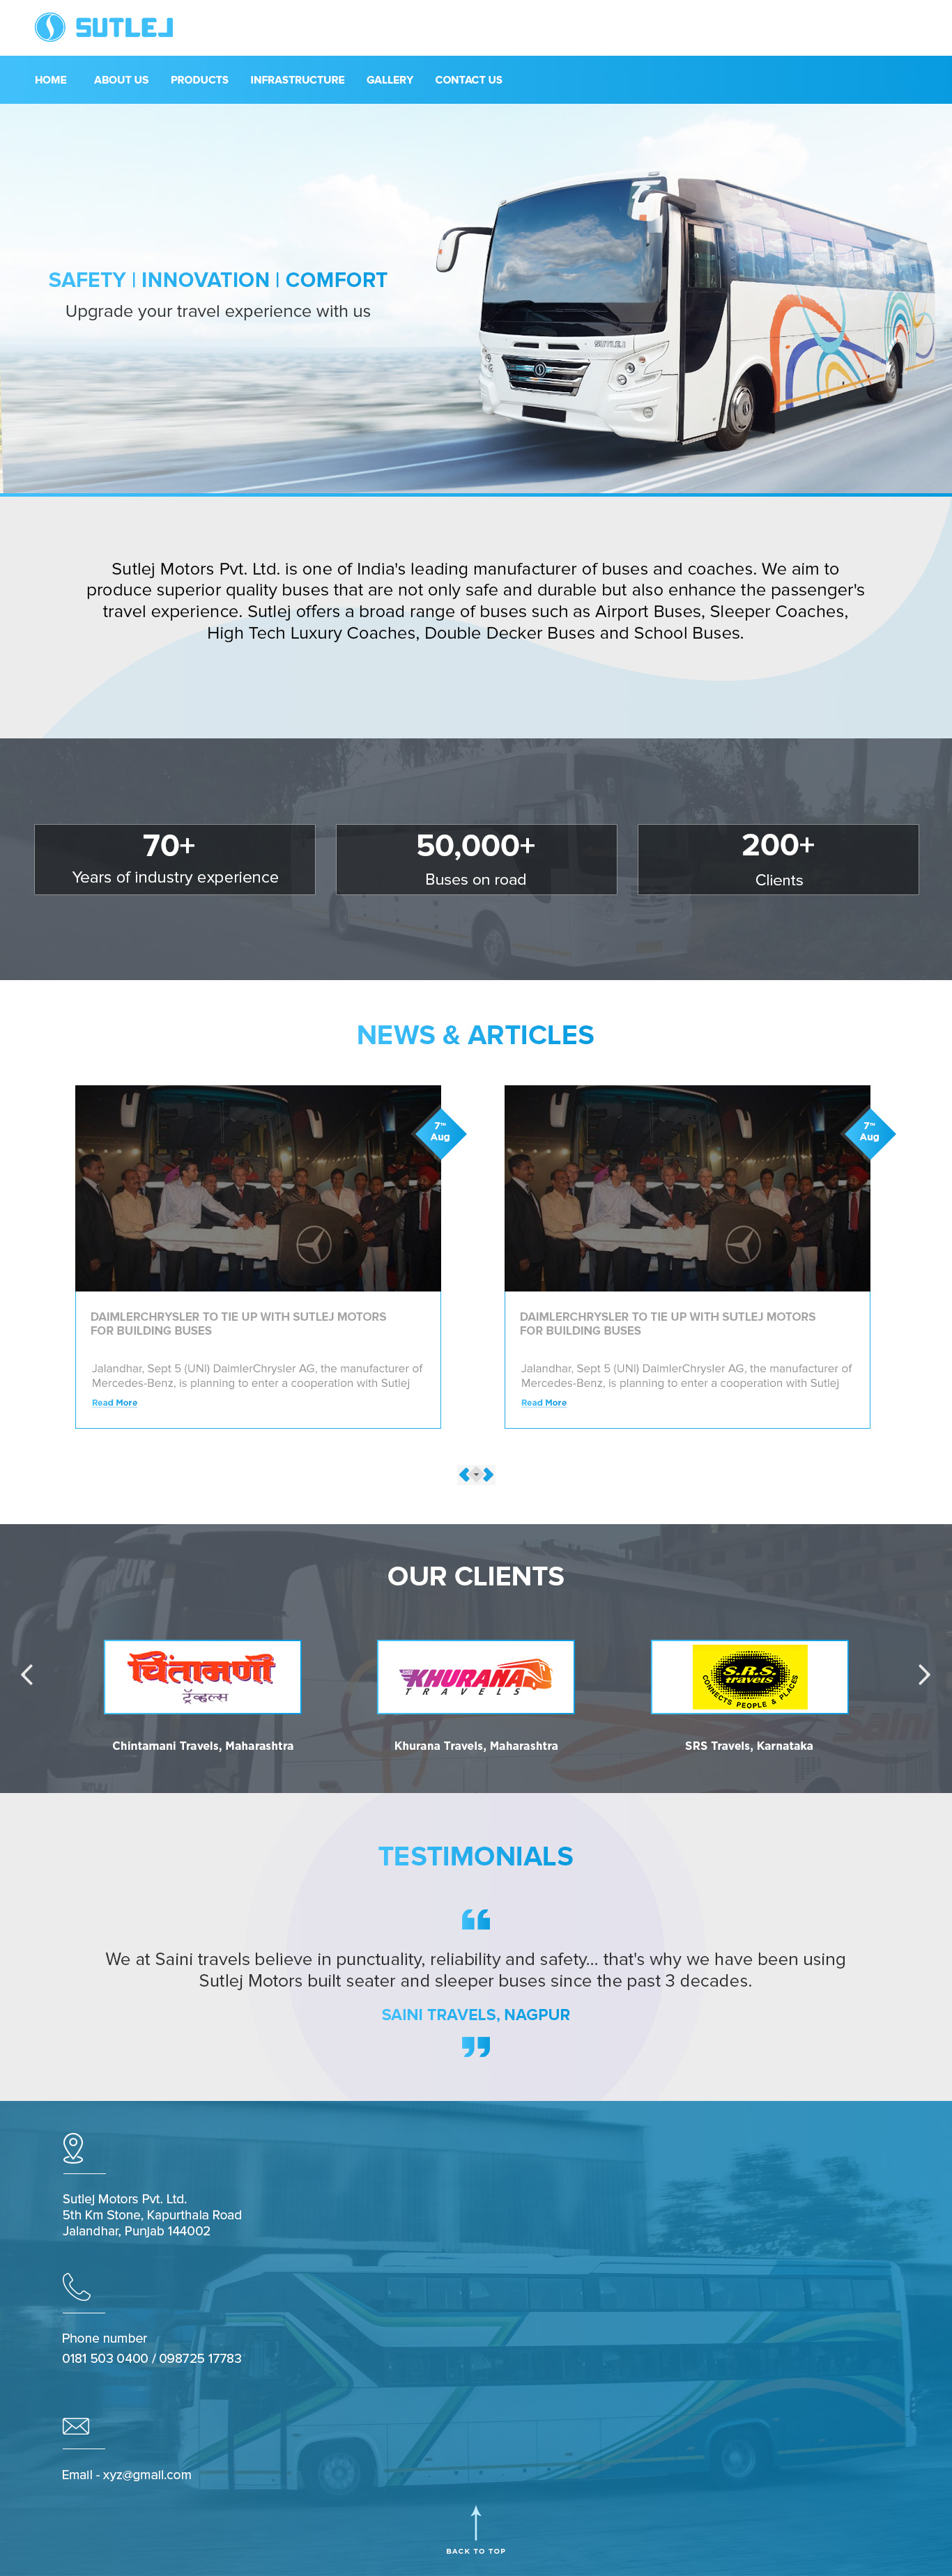 SUTLEJ
HOME ABOUT US PRODUCTS INFRASTRUCTURE GALLERY CONTACT US
SAFETY | INNOVATION | COMFORT
Upgrade your travel experience with us
SUTLEJ
Sutlej Motors Pvt. Ltd. is one of India's leading manufacturer of buses and coaches. We aim to
produce superior quality buses that are not only safe and durable but also enhance the passenger's
travel experience. Sutlej offers a broad range of buses such as Airport Buses, Sleeper Coaches,
High Tech Luxury Coaches, Double Decker Buses and School Buses.
70+
Years of industry experience
50,000+
Buses on road
200+
Clients
NEWS & ARTICLES
7TH
Aug
DAIMLERCHRYSLER TO TIE UP WITH SUTLEJ MOTORS
FOR BUILDING BUSES
Jalandhar, Sept 5 (UNI) DaimlerChrysler AG, the manufacturer of
Mercedes-Benz, is planning to enter a cooperation with Sutlej
Read More
7TH
Aug
DAIMLERCHRYSLER TO TIE UP WITH SUTLEJ MOTORS
FOR BUILDING BUSES
Jalandhar, Sept 5 (UNI) DaimlerChrysler AG, the manufacturer of
Mercedes-Benz, is planning to enter a cooperation with Sutlej
Read More
OUR CLIENTS
चिंतामणी
ट्रॅव्हल्स
Chintamani Travels, Maharashtra
KHURANA
TRAVELS
Khurana Travels, Maharashtra
S.R.S.
travels
CONNECTS PEOPLE & PLACES
SRS Travels, Karnataka
Saini
SUTLEJ
TESTIMONIALS
We at Saini travels believe in punctuality, reliability and safety... that's why we have been using
Sutlej Motors built seater and sleeper buses since the past 3 decades.
SAINI TRAVELS, NAGPUR
Sutlej Motors Pvt. Ltd.
5th Km Stone, Kapurthala Road
Jalandhar, Punjab 144002
Phone number
0181 503 0400 / 098725 17783
Email - xyz@gmail.com
BACK TO TOP